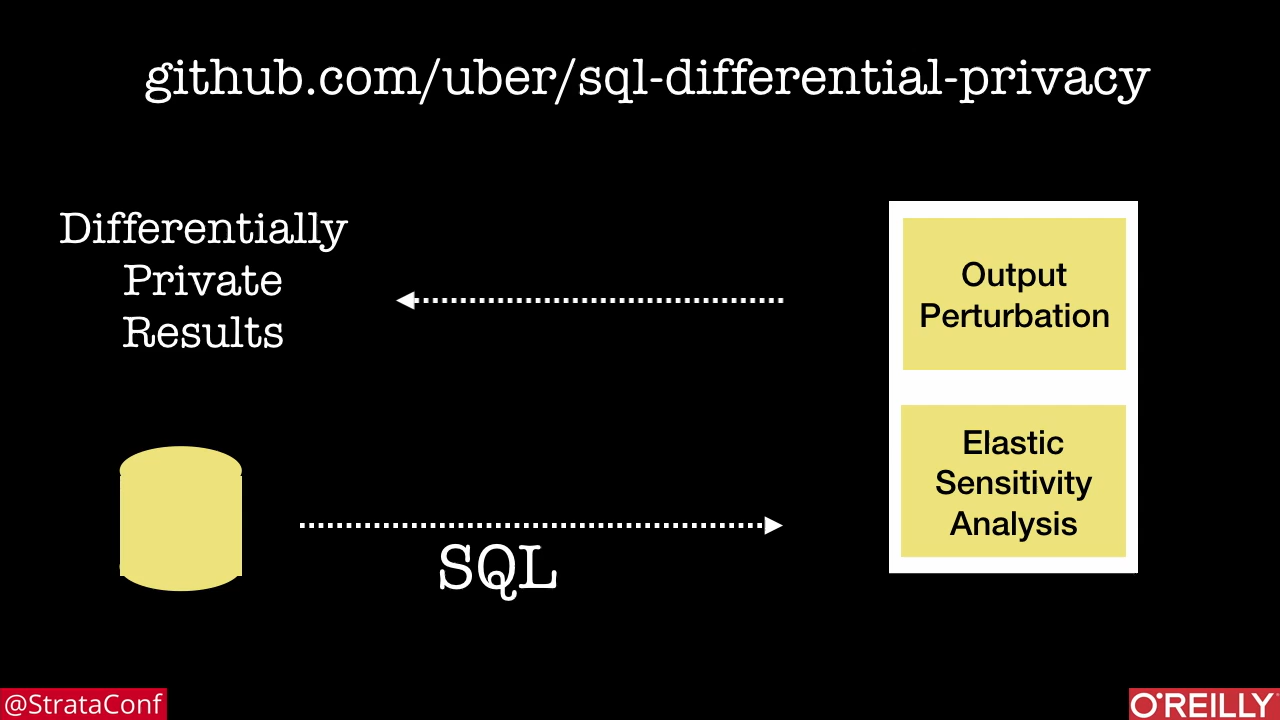 github.com/uber/sql-differential-privacy
Differentially
Private
Results
Output
Perturbation
Elastic
Sensitivity
Analysis
SQL
@StrataConf
O'REILLY